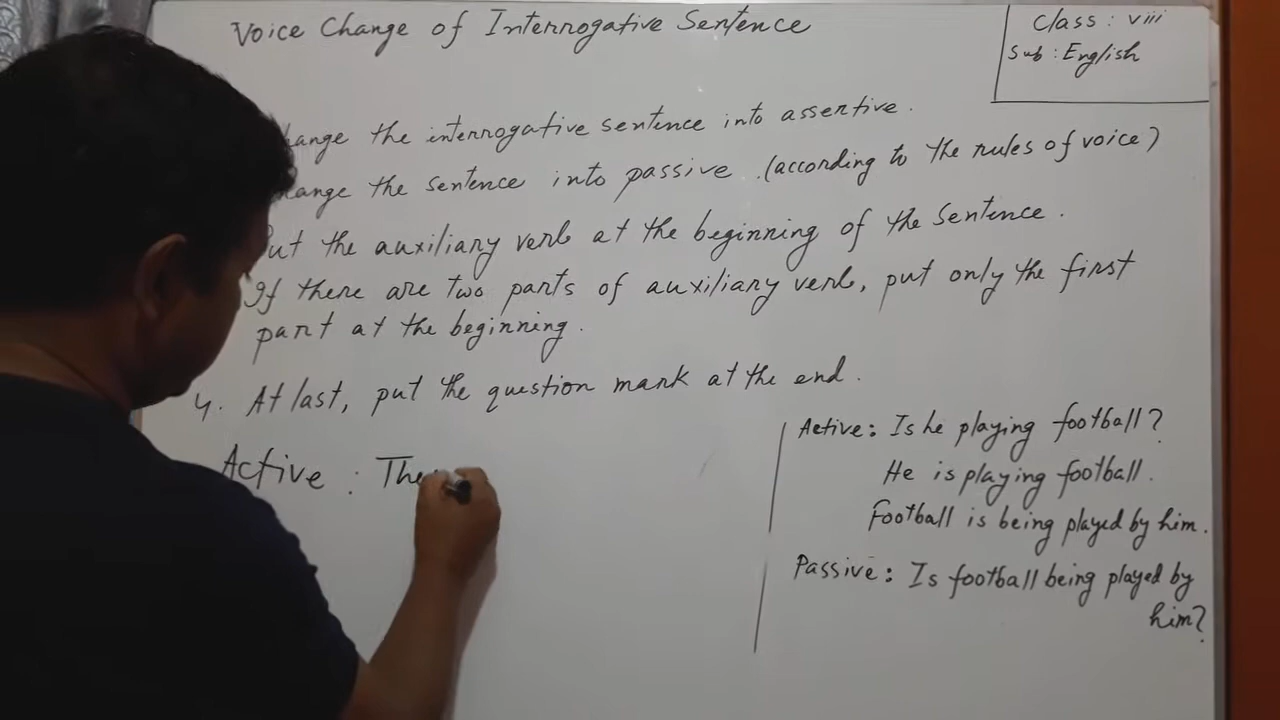 Voice Change of Interrogative Sentence
Class : viii
Sub : English
hange the interrogative sentence into assertive.
hange the sentence into passive. (according to the rules of voice)
ut the auxiliary verb at the beginning of the Sentence.
If there are two parts of auxiliary verb, put only the first
part at the beginning.
4. At last, put the question mark at the end.
Active : The
Active: Is he playing football?
He is playing football.
Football is being played by him.
Passive: Is football being played by
him?